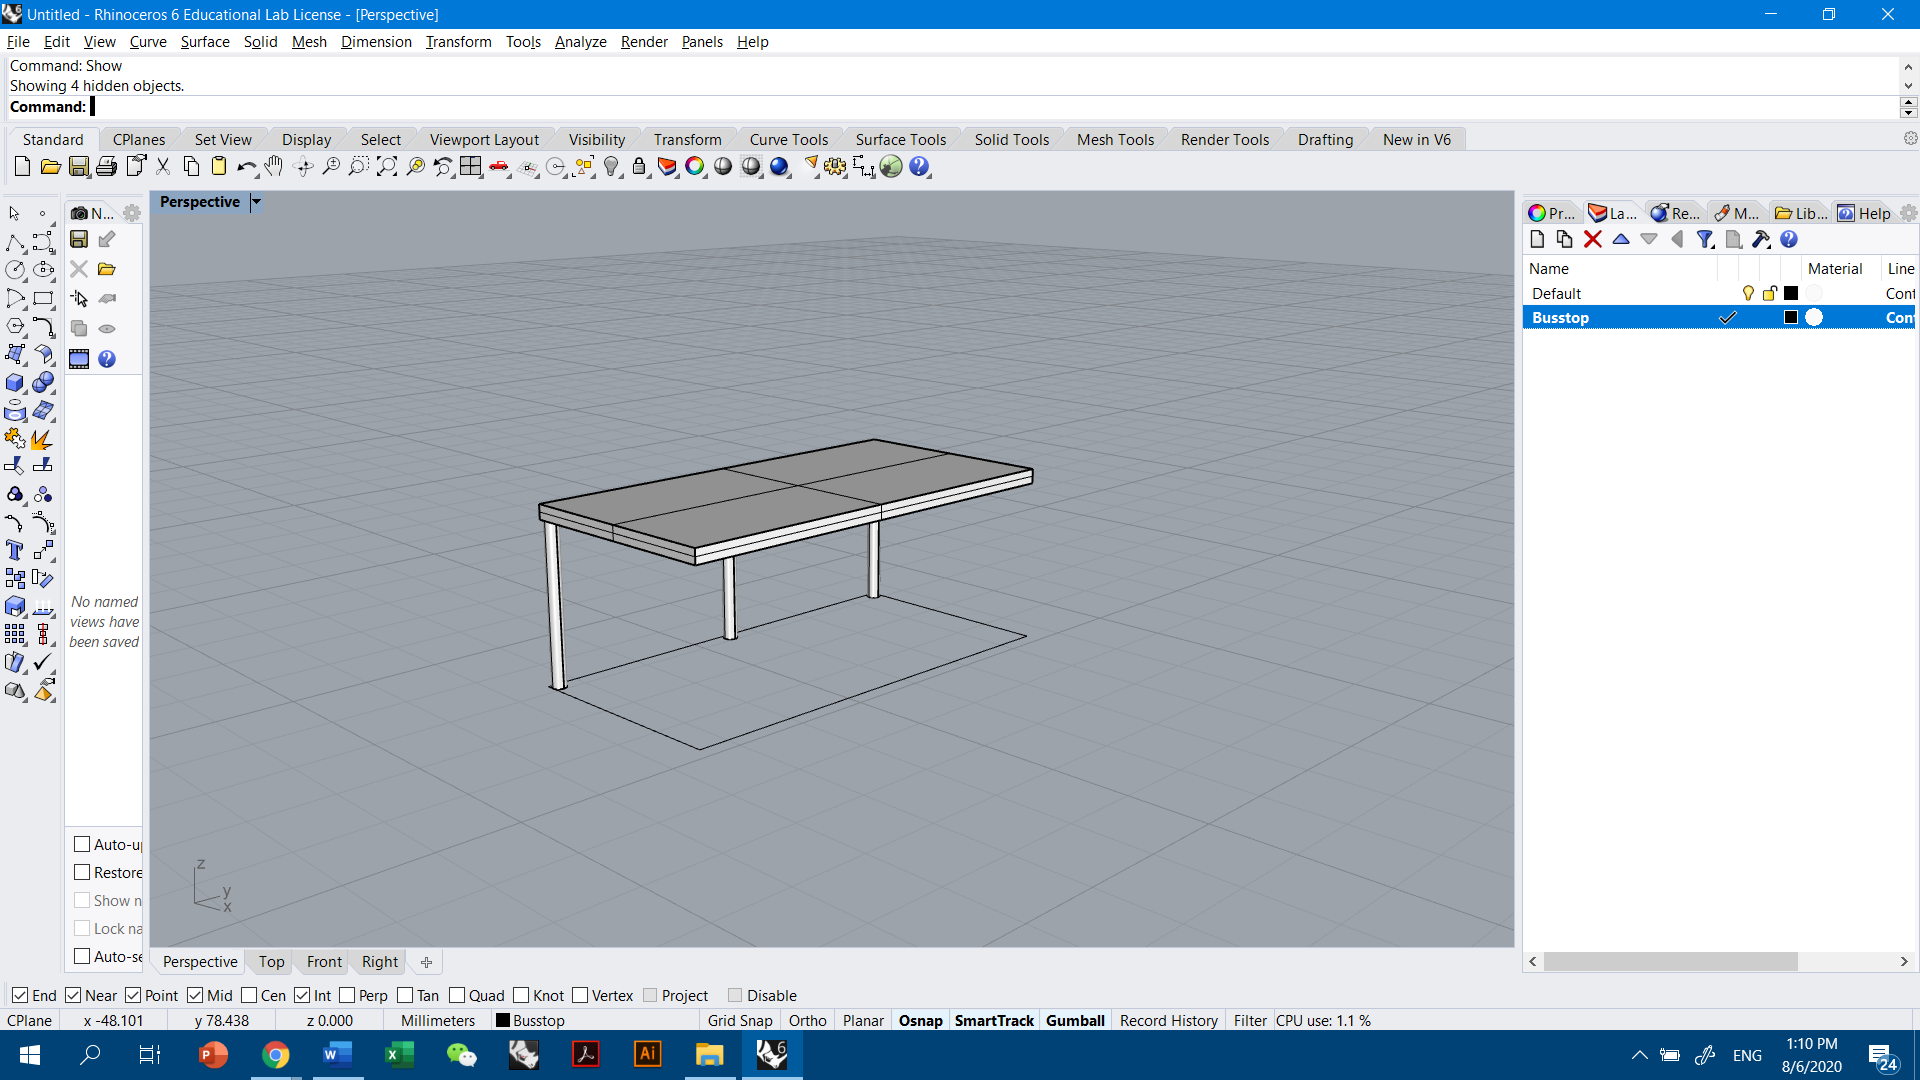 Untitled - Rhinoceros 6 Educational Lab License - [Perspective]
File Edit View Curve Surface Solid Mesh Dimension Transform Tools Analyze Render Panels Help
Command: Show
Showing 4 hidden objects.
Command:
Standard CPlanes Set View Display Select Viewport Layout Visibility Transform Curve Tools Surface Tools Solid Tools Mesh Tools Render Tools Drafting New in V6
Perspective
N...
Pr... La... Re... M... Lib... Help
Name Material Line
Default Cont
Busstop Cont
No named
views have
been saved
Auto-u
Restore
Show n
Lock na
Auto-se
z
y
x
Perspective Top Front Right
End Near Point Mid Cen Int Perp Tan Quad Knot Vertex Project Disable
CPlane x -48.101 y 78.438 z 0.000 Millimeters Busstop Grid Snap Ortho Planar Osnap SmartTrack Gumball Record History Filter CPU use: 1.1 %
ENG
1:10 PM
8/6/2020
24